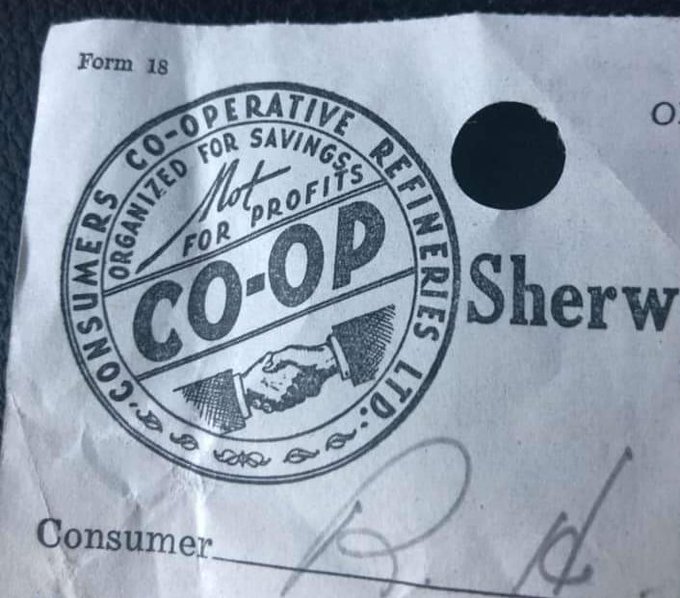 Form 18
CONSUMERS CO-OPERATIVE REFINERIES LTD.
ORGANIZED FOR SAVINGS
Not
FOR PROFITS
CO-OP
Sherw
Consumer R. H